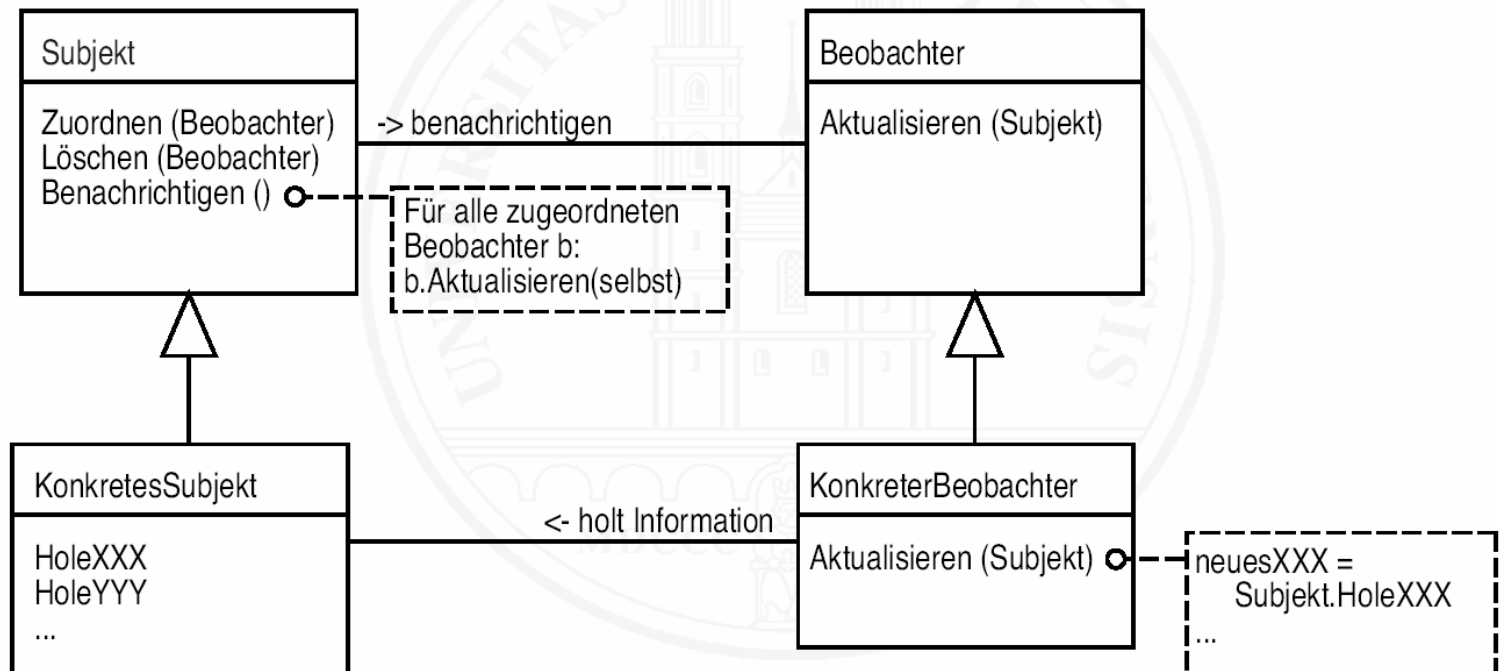 Subjekt
Zuordnen (Beobachter)
Löschen (Beobachter)
Benachrichtigen ()
-> benachrichtigen
Für alle zugeordneten
Beobachter b:
b.Aktualisieren(selbst)
Beobachter
Aktualisieren (Subjekt)
KonkretesSubjekt
HoleXXX
HoleYYY
...
<- holt Information
KonkreterBeobachter
Aktualisieren (Subjekt)
neuesXXX =
Subjekt.HoleXXX
...